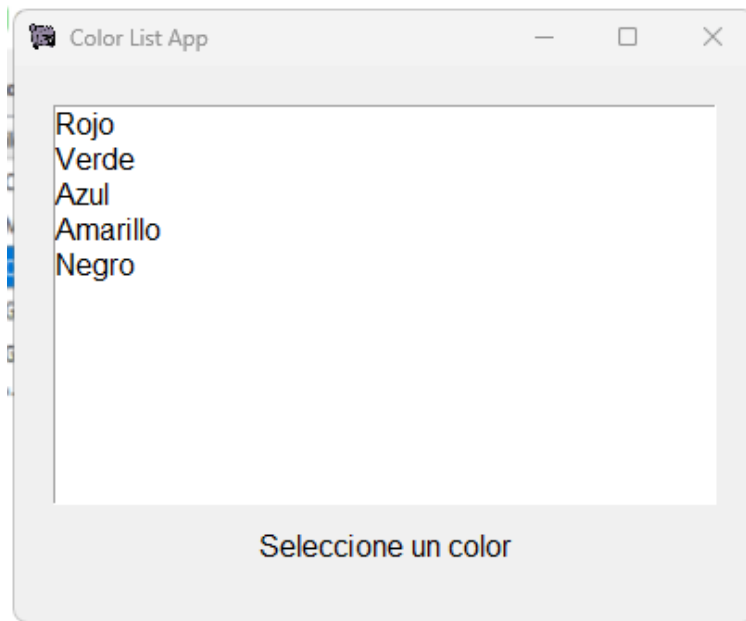 Color List App
Rojo
Verde
Azul
Amarillo
Negro
Seleccione un color